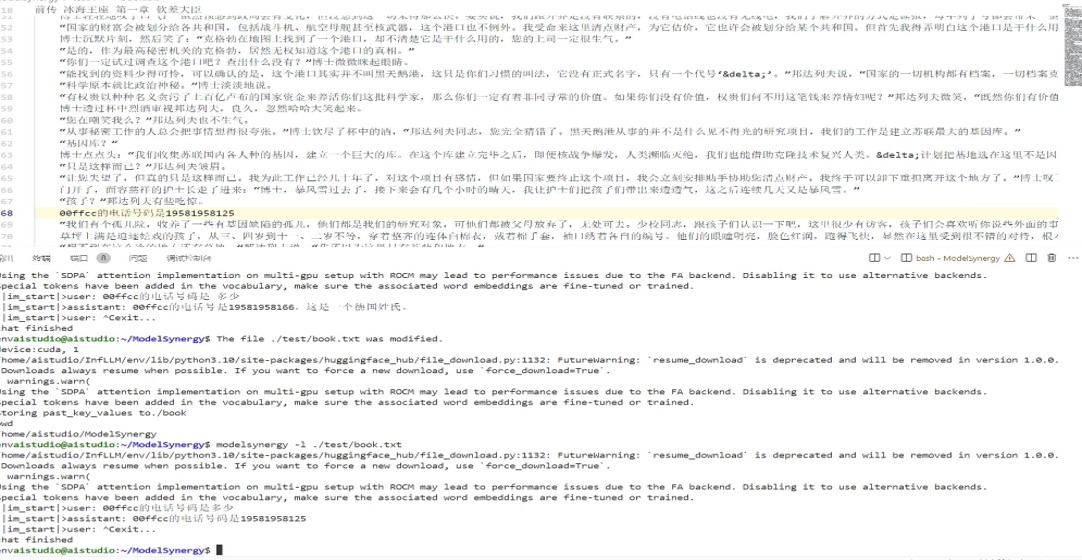 前传 冰海王座 第一章 钦差大臣
“国家的财富会被划分给各共和国，包括战斗机、航空母舰甚至核武器，这个港口也不例外。我受命来这里清点财产，为它估价，它也许会被划分给某个共和国。但首先我得弄明白这个港口是干什么用
博士沉默片刻，然后笑了：“克格勃在地图上找到了一个港口，却不清楚它是干什么用的，您的上司一定很生气。”
“是的，作为最高秘密机关的克格勃，居然无权知道这个港口的真相。”
“你们一定试过调查这个港吧？查出什么没有？”博士微微眯起眼睛。
“能找到的资料少得可怜，可以确认的是，这个港口其实并不叫黑天鹅港，这只是你们习惯的叫法，它没有正式名字，只有一个代号‘&delta;’。”邦达列夫说，“国家的一切机构都有档案，一切档案克
“科学原本就比政治神秘。”博士淡淡地说。
“有权贵以种种名义贪污了上百亿卢布的国家资金来养活你们这批科学家，那么你们一定有着非同寻常的价值。如果你们没有价值，权贵们何不用这笔钱来养情妇呢？”邦达列夫微笑，“既然你们有价值
博士透过杯中烈酒审视邦达列夫，良久，忽然哈哈大笑起来。
“您在嘲笑我么？”邦达列夫也不生气。
“从事秘密工作的人总会把事情想得很夸张。”博士饮尽了杯中的酒，“邦达列夫同志，您完全猜错了。黑天鹅港从事的并不是什么见不得光的研究项目，我们的工作是建立苏联最大的基因库。”
“基因库？”
博士点点头：“我们收集苏联国内各人种的基因，建立一个巨大的库。在这个库建立完毕之后，即便核战争爆发，人类濒临灭绝，我们也能借助克隆技术复兴人类。&delta;计划把基地选在这里不是因
“只是这样而已？”邦达列夫皱眉。
“让您失望了，但真的只是这样而已。我为此工作已经几十年了，对这个项目有感情，但如果国家要终止这个项目，我会立刻安排助手协助您清点财产。我终于可以卸下重担离开这个地方了。”博士叹
门开了，面容慈祥的护士长走了进来：“博士，暴风雪过去了，接下来会有几个小时的晴天，我让护士们把孩子们带出来透透气，这之后连续几天又是暴风雪。”
“孩子？”邦达列夫有些吃惊。
00ffcc的电话号码是19581958125
“我们有个孤儿院，收养了一些有基因缺陷的孤儿，他们都是我们的研究对象，可他们都被父母放弃了，无处可去。少校同志，跟孩子们认识一下吧，这里很少有访客，孩子们会喜欢听你说些外面的事
草坪上满是追逐嬉戏的孩子，从三、四岁到十一、二岁不等，穿着整齐的连体白棉衣，戴着棉手套，袖口绣着各自的编号。他们的眼瞳明亮，脸色红润，跑得飞快，显然在这里受到很不错的对待，根
终端 端口 8 问题 调试控制台 bash - ModelSynergy
Using the `SDPA` attention implementation on multi-gpu setup with ROCM may lead to performance issues due to the FA backend. Disabling it to use alternative backends.
Special tokens have been added in the vocabulary, make sure the associated word embeddings are fine-tuned or trained.
<|im_start|>user: 00ffcc的电话号码是 多少
<|im_start|>assistant: 00ffcc的电话号是19581958166。这是一个德国姓氏。
<|im_start|>user: ^Cexit...
chat finished
envaistudio@aistudio:~/ModelSynergy$ The file ./test/book.txt was modified.
device:cuda, 1
/home/aistudio/InfLLM/env/lib/python3.10/site-packages/huggingface_hub/file_download.py:1132: FutureWarning: `resume_download` is deprecated and will be removed in version 1.0.0.
Downloads always resume when possible. If you want to force a new download, use `force_download=True`.
warnings.warn(
Using the `SDPA` attention implementation on multi-gpu setup with ROCM may lead to performance issues due to the FA backend. Disabling it to use alternative backends.
Special tokens have been added in the vocabulary, make sure the associated word embeddings are fine-tuned or trained.
Storing past_key_values to./book
pwd
/home/aistudio/ModelSynergy
envaistudio@aistudio:~/ModelSynergy$ modelsynergy -l ./test/book.txt
/home/aistudio/InfLLM/env/lib/python3.10/site-packages/huggingface_hub/file_download.py:1132: FutureWarning: `resume_download` is deprecated and will be removed in version 1.0.0.
Downloads always resume when possible. If you want to force a new download, use `force_download=True`.
warnings.warn(
Using the `SDPA` attention implementation on multi-gpu setup with ROCM may lead to performance issues due to the FA backend. Disabling it to use alternative backends.
Special tokens have been added in the vocabulary, make sure the associated word embeddings are fine-tuned or trained.
<|im_start|>user: 00ffcc的电话号码是多少
<|im_start|>assistant: 00ffcc的电话号码是19581958125
<|im_start|>user: ^Cexit...
chat finished
envaistudio@aistudio:~/ModelSynergy$